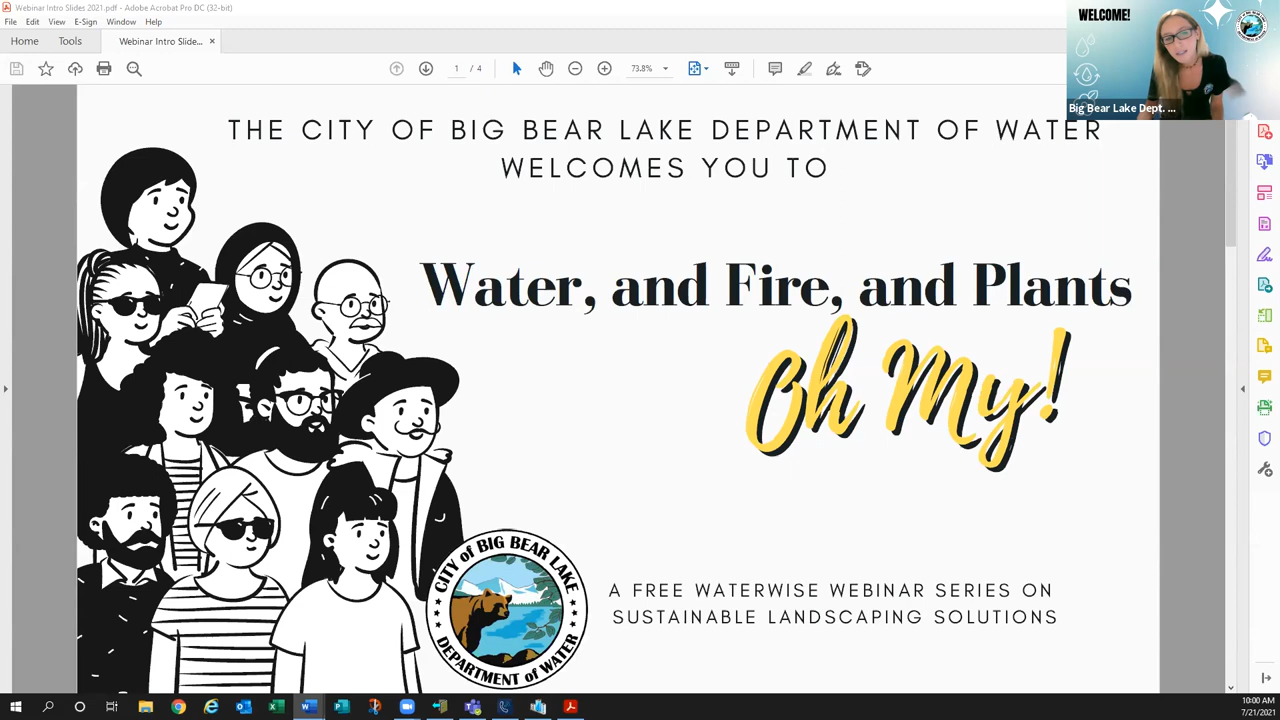 Webinar Intro Slides 2021.pdf - Adobe Acrobat Pro DC (32-bit)
File Edit View E-Sign Window Help
Home Tools Webinar Intro Slide... ×
1 / 4 73.8%
WELCOME!
Big Bear Lake Dept. ...
THE CITY OF BIG BEAR LAKE DEPARTMENT OF WATER
WELCOMES YOU TO
Water, and Fire, and Plants
Oh My!
CITY of BIG BEAR LAKE
DEPARTMENT of WATER
A FREE WATERWISE WEBINAR SERIES ON
SUSTAINABLE LANDSCAPING SOLUTIONS
10:00 AM
7/21/2021